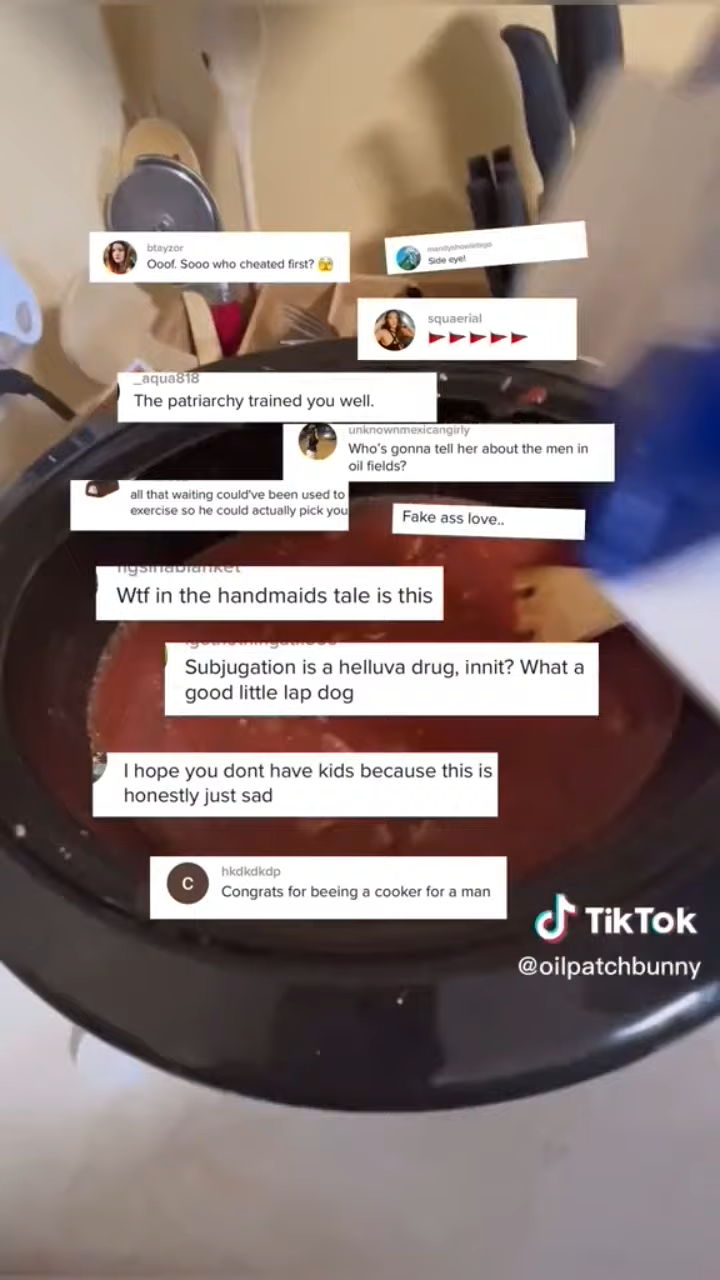 btayzor
Ooof. Sooo who cheated first? 🫣
Side eye!
squaerial
🚩🚩🚩🚩🚩
_aqua818
The patriarchy trained you well.
unknownmexicangirly
Who's gonna tell her about the men in
oil fields?
all that waiting could've been used to
exercise so he could actually pick you
Fake ass love..
Wtf in the handmaids tale is this
Subjugation is a helluva drug, innit? What a
good little lap dog
I hope you dont have kids because this is
honestly just sad
C
hkdkdkdp
Congrats for beeing a cooker for a man
TikTok
@oilpatchbunny